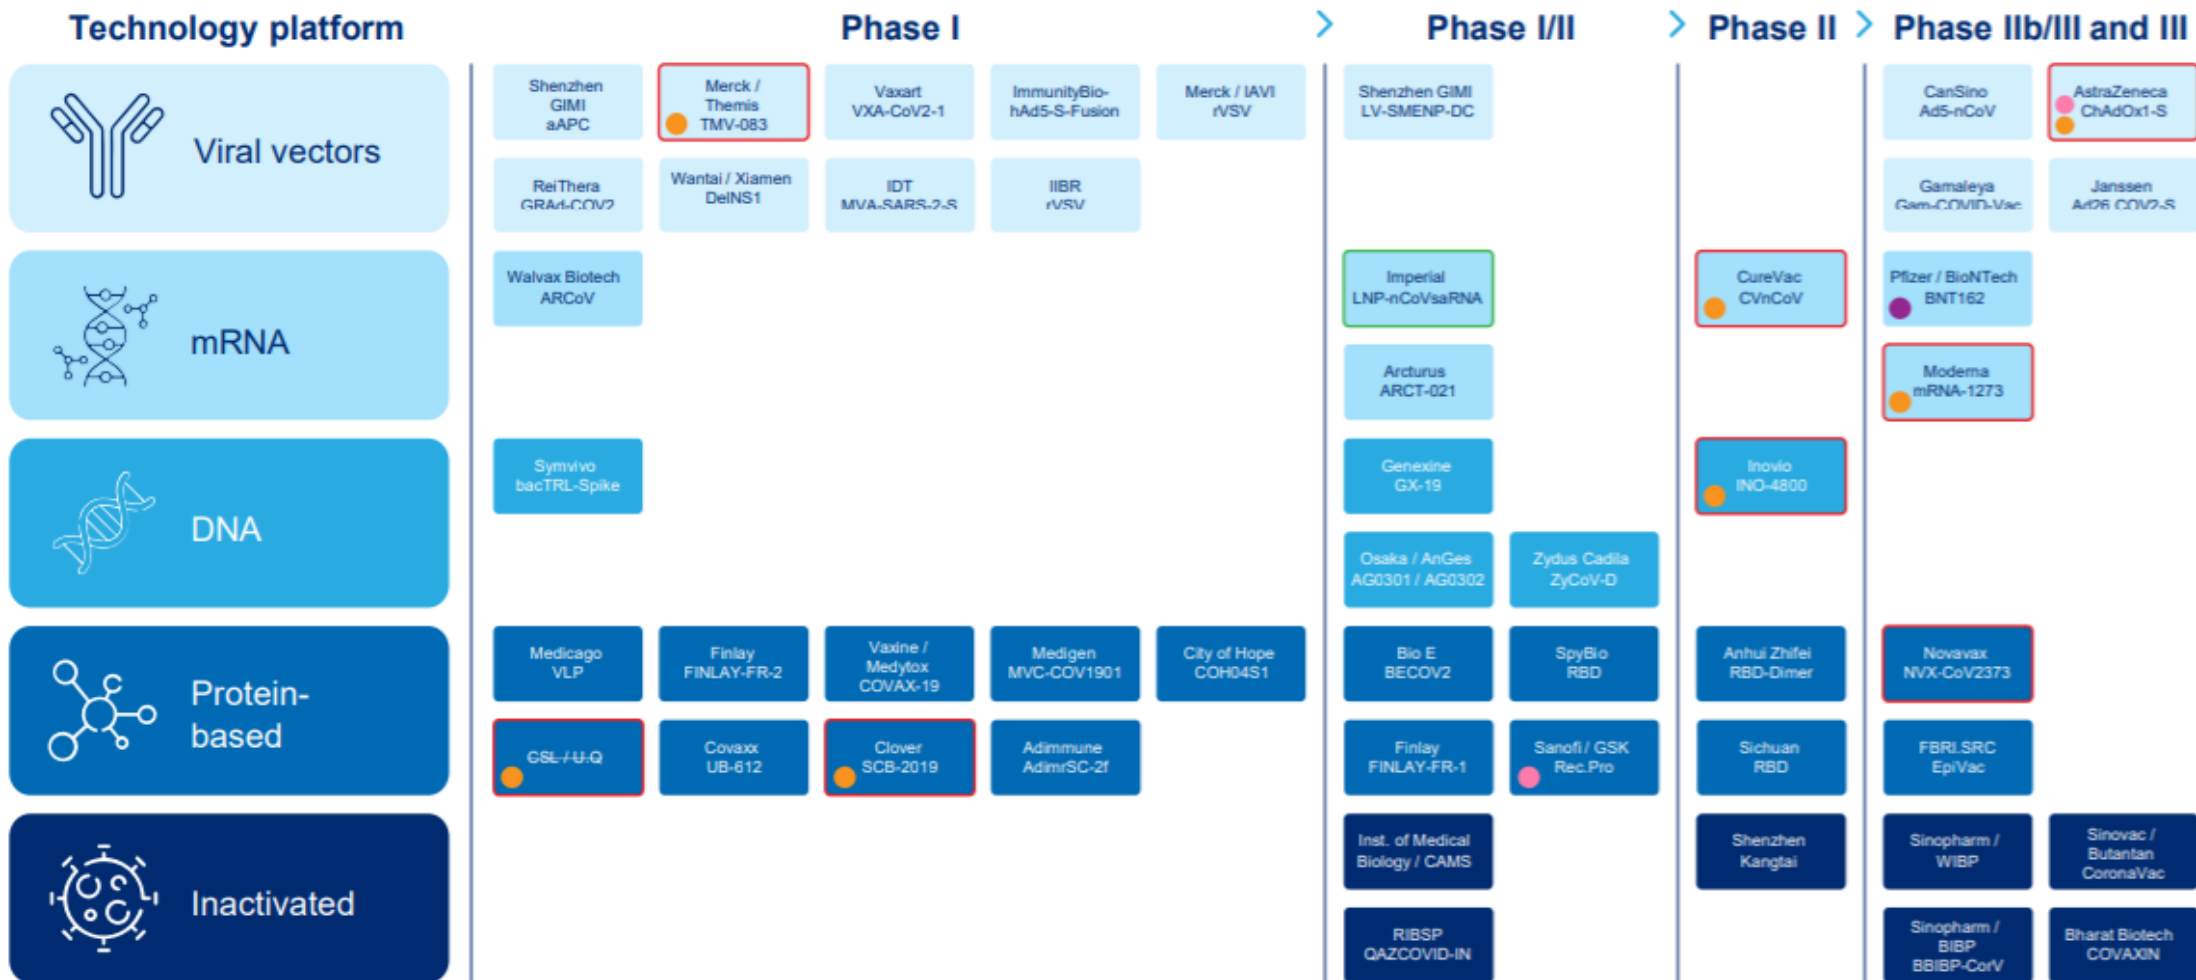 Technology platform
Phase I
Phase I/II
Phase II
Phase IIb/III and III
Viral vectors
Shenzhen
GIMI
aAPC
Merck /
Themis
TMV-083
Vaxart
VXA-CoV2-1
ImmunityBio-
hAd5-S-Fusion
Merck / IAVI
rVSV
Shenzhen GIMI
LV-SMENP-DC
CanSino
Ad5-nCoV
AstraZeneca
ChAdOx1-S
ReiThera
GRAd-COV2
Wantai / Xiamen
DelNS1
IDT
MVA-SARS-2-S
IIBR
rVSV
Gamaleya
Gam-COVID-Vac
Janssen
Ad26 COV2-S
mRNA
Walvax Biotech
ARCoV
Imperial
LNP-nCoVsaRNA
CureVac
CVnCoV
Pfizer / BioNTech
BNT162
Arcturus
ARCT-021
Moderna
mRNA-1273
DNA
Symvivo
bacTRL-Spike
Genexine
GX-19
Inovio
INO-4800
Osaka / AnGes
AG0301 / AG0302
Zydus Cadila
ZyCoV-D
Protein-
based
Medicago
VLP
Finlay
FINLAY-FR-2
Vaxine /
Medytox
COVAX-19
Medigen
MVC-COV1901
City of Hope
COH04S1
Bio E
BECOV2
SpyBio
RBD
Anhui Zhifei
RBD-Dimer
Novavax
NVX-CoV2373
CSL / U.Q
Covaxx
UB-612
Clover
SCB-2019
Adimmune
AdimrSC-2f
Finlay
FINLAY-FR-1
Sanofi / GSK
Rec.Pro
Sichuan
RBD
FBRI.SRC
EpiVac
Inactivated
Inst. of Medical
Biology / CAMS
Shenzhen
Kangtai
Sinopharm /
WIBP
Sinovac /
Butantan
CoronaVac
RIBSP
QAZCOVID-IN
Sinopharm /
BIBP
BBIBP-CorV
Bharat Biotech
COVAXIN